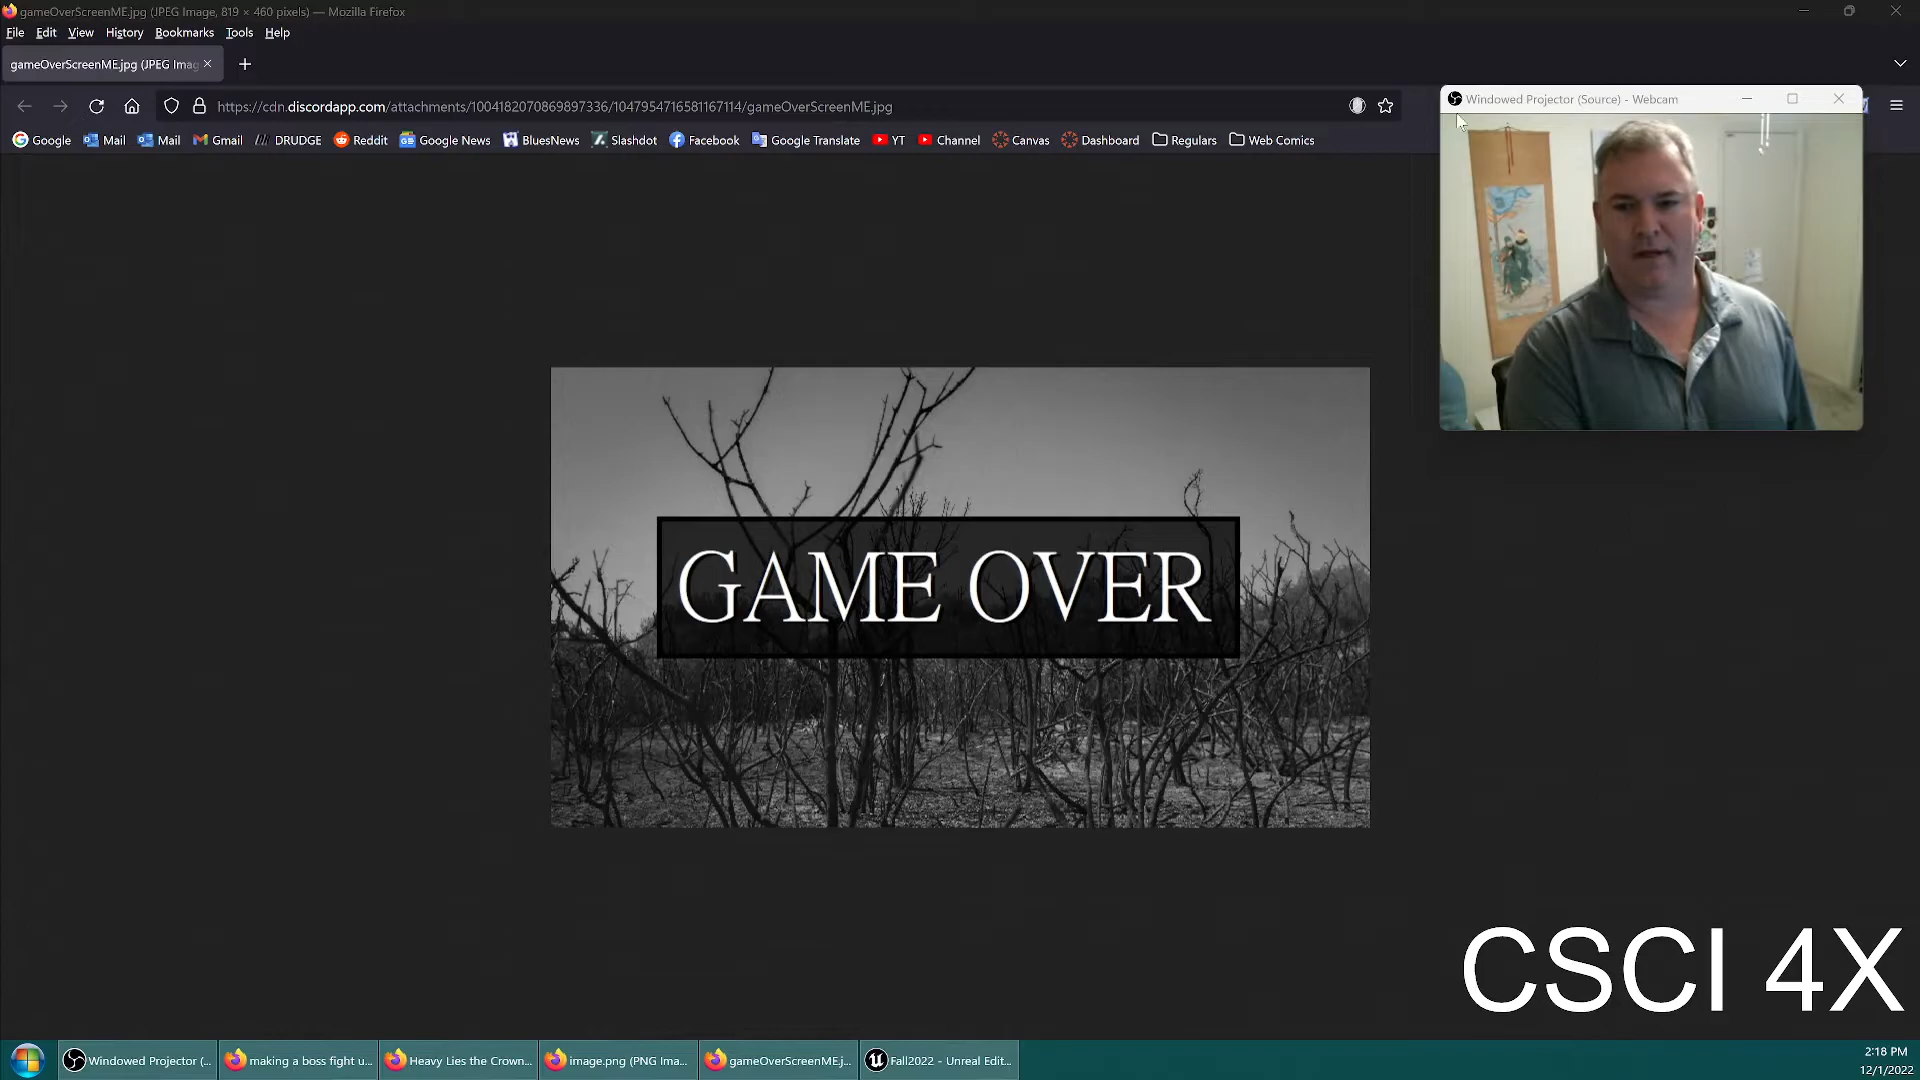 gameOverScreenME.jpg (JPEG Image, 819 × 460 pixels) — Mozilla Firefox
File Edit View History Bookmarks Tools Help
gameOverScreenME.jpg (JPEG Imag
https://cdn.discordapp.com/attachments/1004182070869897336/1047954716581167114/gameOverScreenME.jpg
Windowed Projector (Source) - Webcam
Google Mail Mail Gmail DRUDGE Reddit Google News BluesNews Slashdot Facebook Google Translate YT Channel Canvas Dashboard Regulars Web Comics
GAME OVER
CSCI 4X
Windowed Projector (... making a boss fight u... Heavy Lies the Crown... image.png (PNG Ima... gameOverScreenME.j... Fall2022 - Unreal Edit...
2:18 PM
12/1/2022